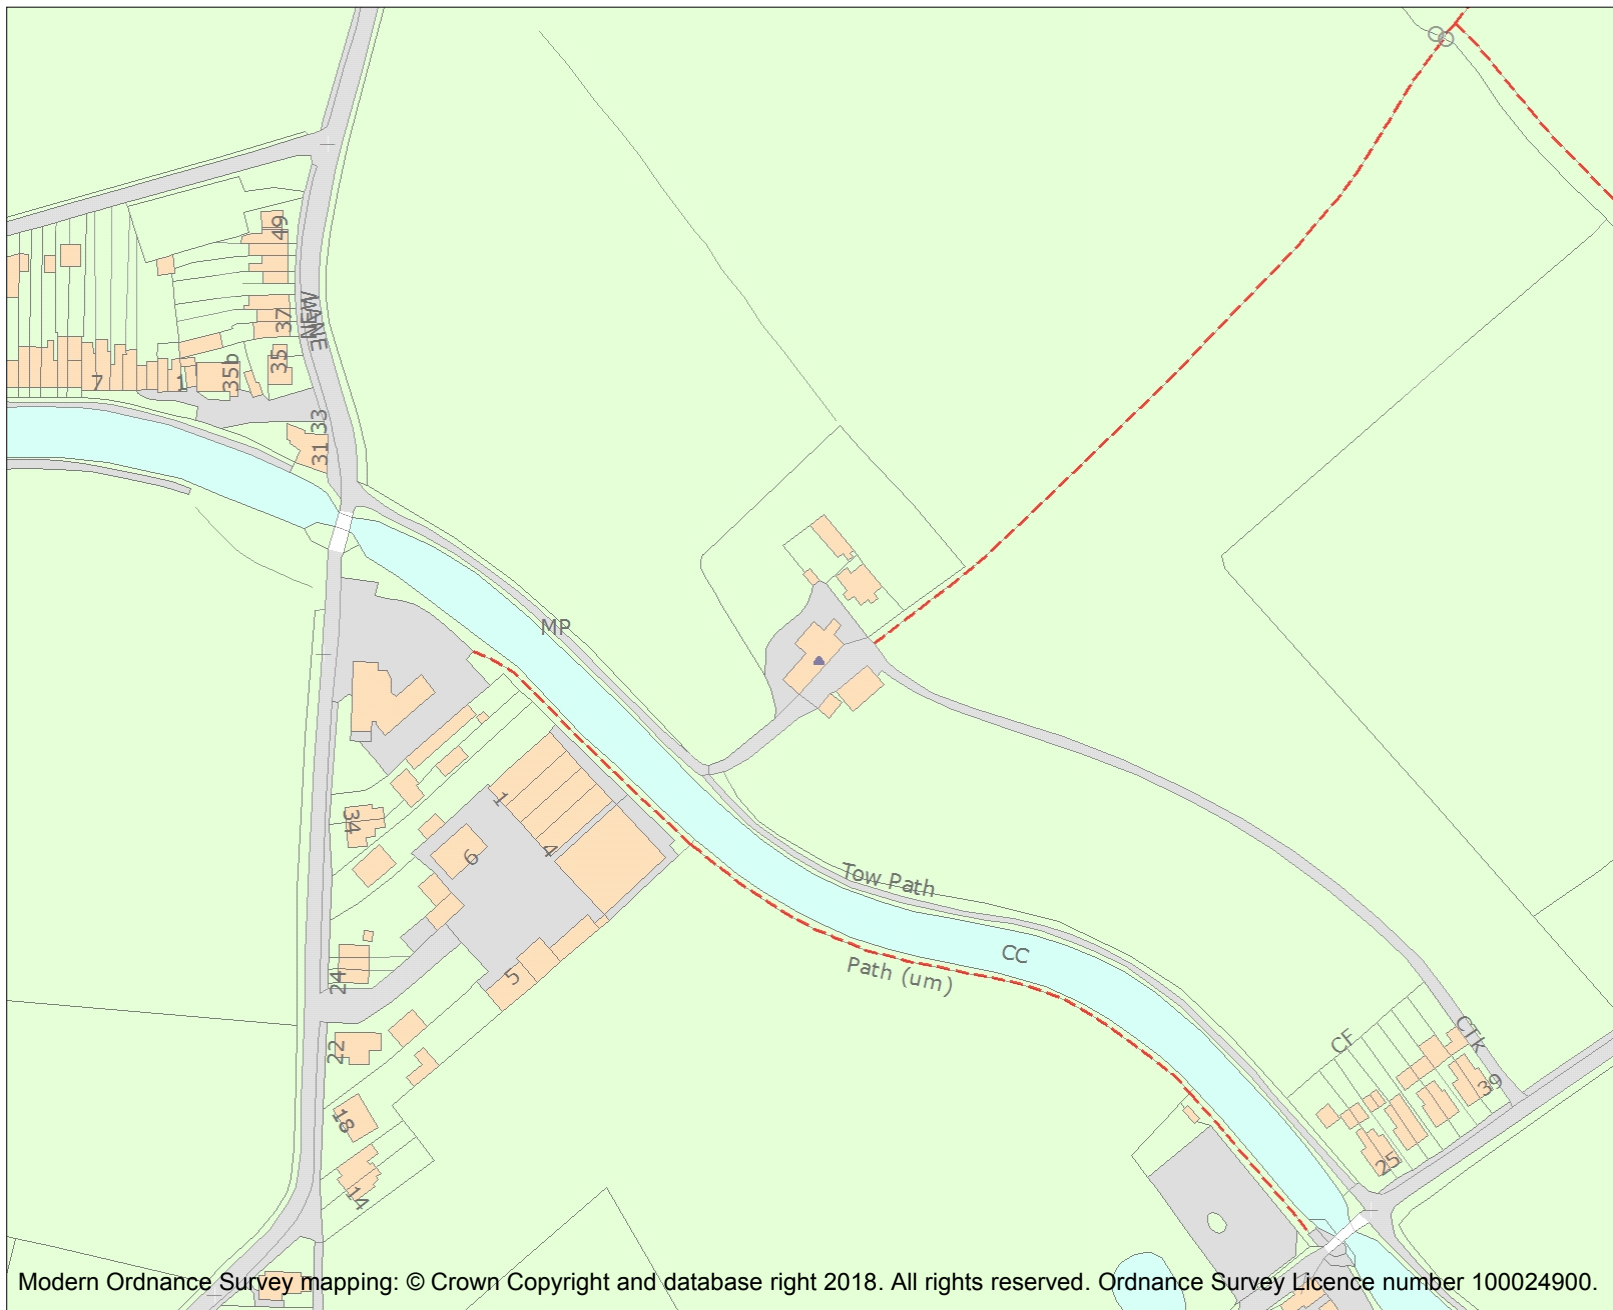 49
37
35
35b
7
1
33
31
MP
1
34
4
6
Tow Path
CC
Path (um)
24
5
CF
CTk
22
39
18
25
14
Modern Ordnance Survey mapping: © Crown Copyright and database right 2018. All rights reserved. Ordnance Survey Licence number 100024900.